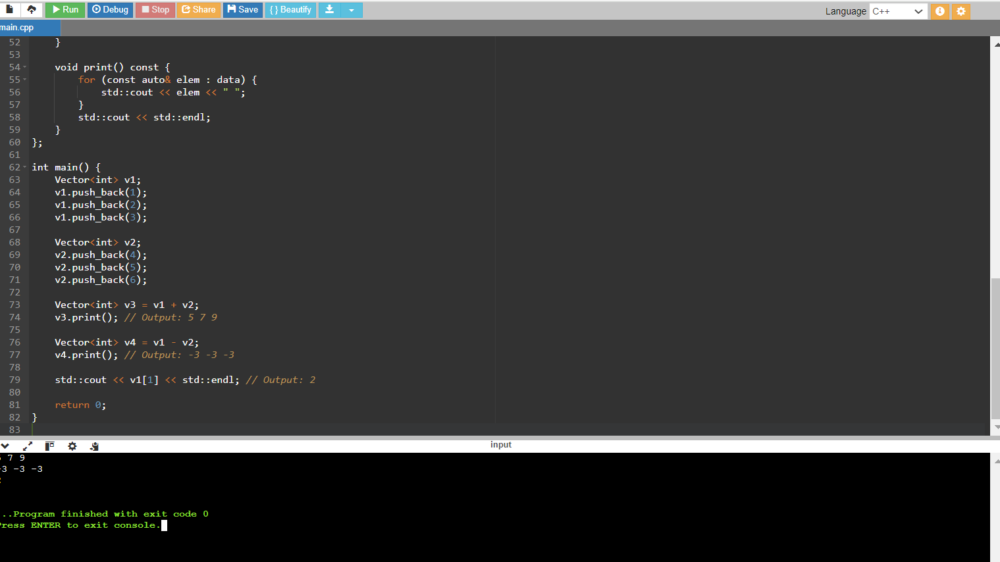 Run Debug Stop Share Save { } Beautify Language C++
main.cpp
52 }
53
54 void print() const {
55 for (const auto& elem : data) {
56 std::cout << elem << " ";
57 }
58 std::cout << std::endl;
59 }
60 };
61
62 int main() {
63 Vector<int> v1;
64 v1.push_back(1);
65 v1.push_back(2);
66 v1.push_back(3);
67
68 Vector<int> v2;
69 v2.push_back(4);
70 v2.push_back(5);
71 v2.push_back(6);
72
73 Vector<int> v3 = v1 + v2;
74 v3.print(); // Output: 5 7 9
75
76 Vector<int> v4 = v1 - v2;
77 v4.print(); // Output: -3 -3 -3
78
79 std::cout << v1[1] << std::endl; // Output: 2
80
81 return 0;
82 }
83
input
7 9
-3 -3 -3
..Program finished with exit code 0
Press ENTER to exit console.